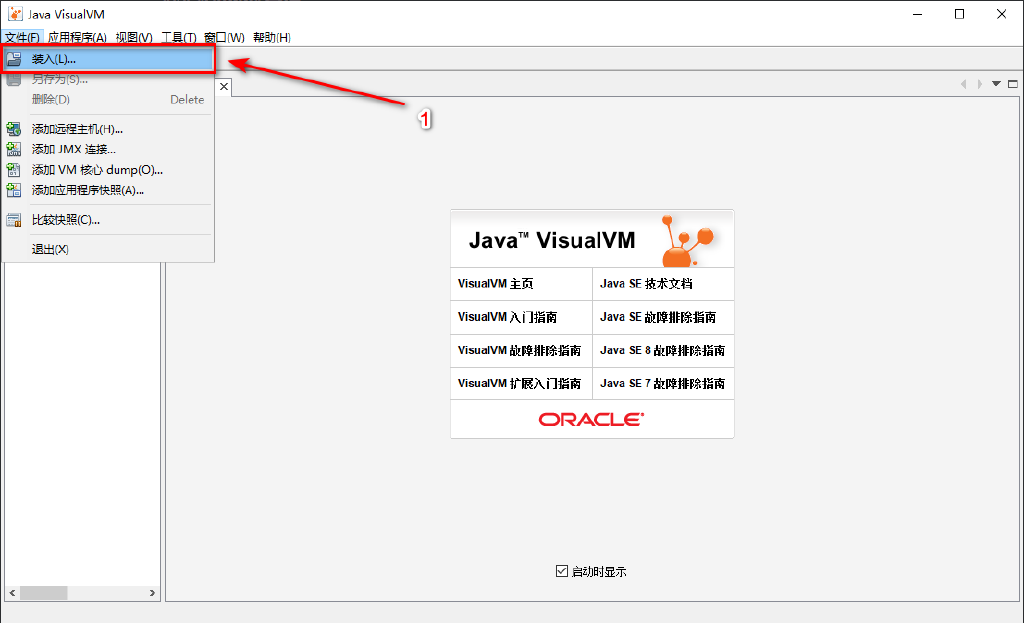 Java VisualVM
文件(F) 应用程序(A) 视图(V) 工具(T) 窗口(W) 帮助(H)
装入(L)...
1
另存为(S)...
删除(D) Delete
添加远程主机(H)...
添加 JMX 连接...
添加 VM 核心 dump(O)...
添加应用程序快照(A)...
比较快照(C)...
退出(X)
Java™ VisualVM
VisualVM 主页 Java SE 技术文档
VisualVM 入门指南 Java SE 故障排除指南
VisualVM 故障排除指南 Java SE 8 故障排除指南
VisualVM 扩展入门指南 Java SE 7 故障排除指南
ORACLE
启动时显示